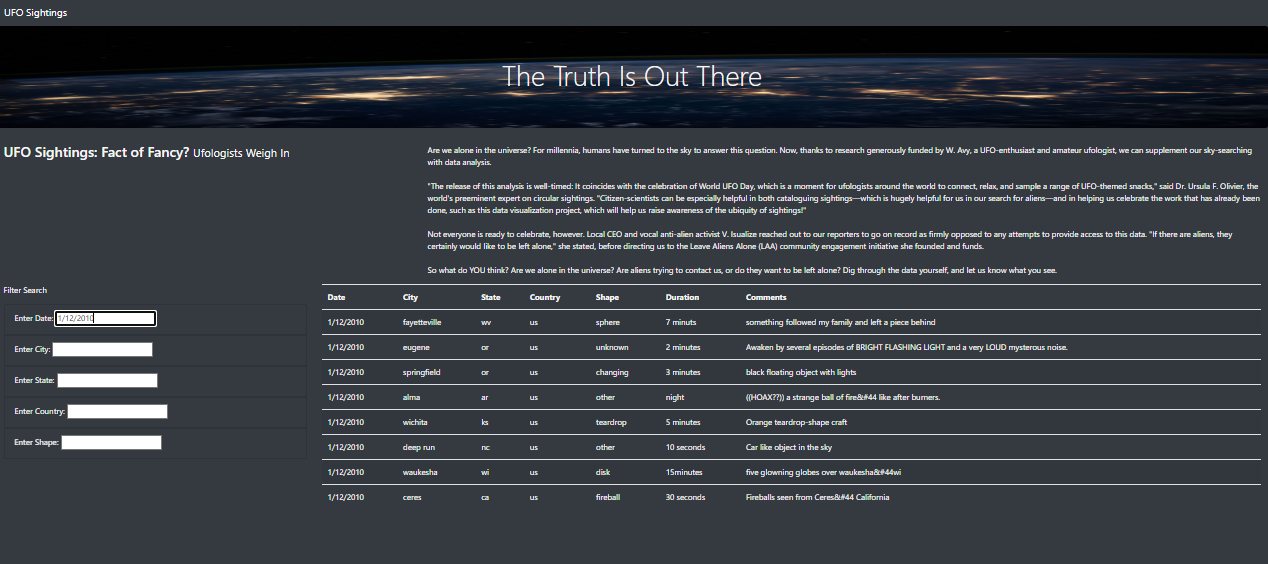 UFO Sightings
The Truth Is Out There
UFO Sightings: Fact of Fancy? Ufologists Weigh In
Are we alone in the universe? For millennia, humans have turned to the sky to answer this question. Now, thanks to research generously funded by W. Avy, a UFO-enthusiast and amateur ufologist, we can supplement our sky-searching
with data analysis.
"The release of this analysis is well-timed: It coincides with the celebration of World UFO Day, which is a moment for ufologists around the world to connect, relax, and sample a range of UFO-themed snacks," said Dr. Ursula F. Olivier, the
world's preeminent expert on circular sightings. "Citizen-scientists can be especially helpful in both cataloguing sightings—which is hugely helpful for us in our search for aliens—and in helping us celebrate the work that has already been
done, such as this data visualization project, which will help us raise awareness of the ubiquity of sightings!"
Not everyone is ready to celebrate, however. Local CEO and vocal anti-alien activist V. Isualize reached out to our reporters to go on record as firmly opposed to any attempts to provide access to this data. "If there are aliens, they
certainly would like to be left alone," she stated, before directing us to the Leave Aliens Alone (LAA) community engagement initiative she founded and funds.
So what do YOU think? Are we alone in the universe? Are aliens trying to contact us, or do they want to be left alone? Dig through the data yourself, and let us know what you see.
Filter Search
Enter Date: 1/12/2010
Enter City:
Enter State:
Enter Country:
Enter Shape:
Date City State Country Shape Duration Comments
1/12/2010 fayetteville wv us sphere 7 minuts something followed my family and left a piece behind
1/12/2010 eugene or us unknown 2 minutes Awaken by several episodes of BRIGHT FLASHING LIGHT and a very LOUD mysterous noise.
1/12/2010 springfield or us changing 3 minutes black floating object with lights
1/12/2010 alma ar us other night ((HOAX??)) a strange ball of fire&#44 like after burners.
1/12/2010 wichita ks us teardrop 5 minutes Orange teardrop-shape craft
1/12/2010 deep run nc us other 10 seconds Car like object in the sky
1/12/2010 waukesha wi us disk 15minutes five glowning globes over waukesha&#44wi
1/12/2010 ceres ca us fireball 30 seconds Fireballs seen from Ceres&#44 California